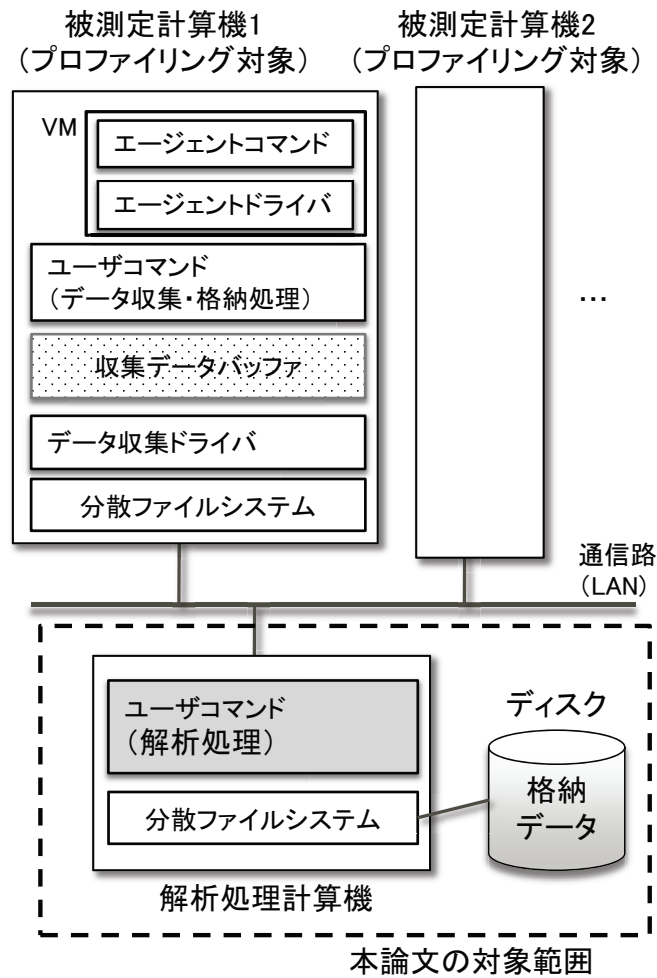 被測定計算機1
(プロファイリング対象)
被測定計算機2
(プロファイリング対象)
VM
エージェントコマンド
エージェントドライバ
ユーザコマンド
(データ収集・格納処理)
収集データバッファ
データ収集ドライバ
分散ファイルシステム
…
通信路
(LAN)
ユーザコマンド
(解析処理)
分散ファイルシステム
解析処理計算機
ディスク
格納
データ
本論文の対象範囲